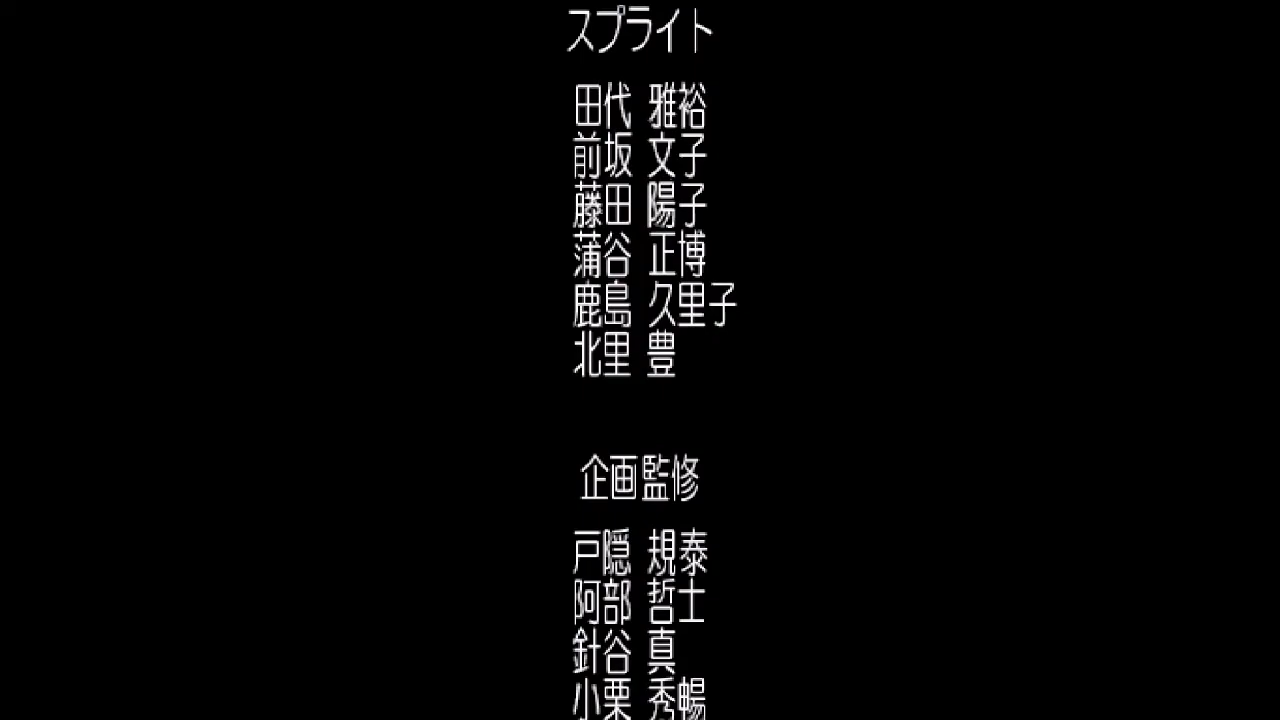 スプライト
田代 雅裕
前坂 文子
藤田 陽子
蒲谷 正博
鹿島 久里子
北里 豊
企画監修
戸隠 規泰
阿部 哲士
針谷 真
小栗 秀暢